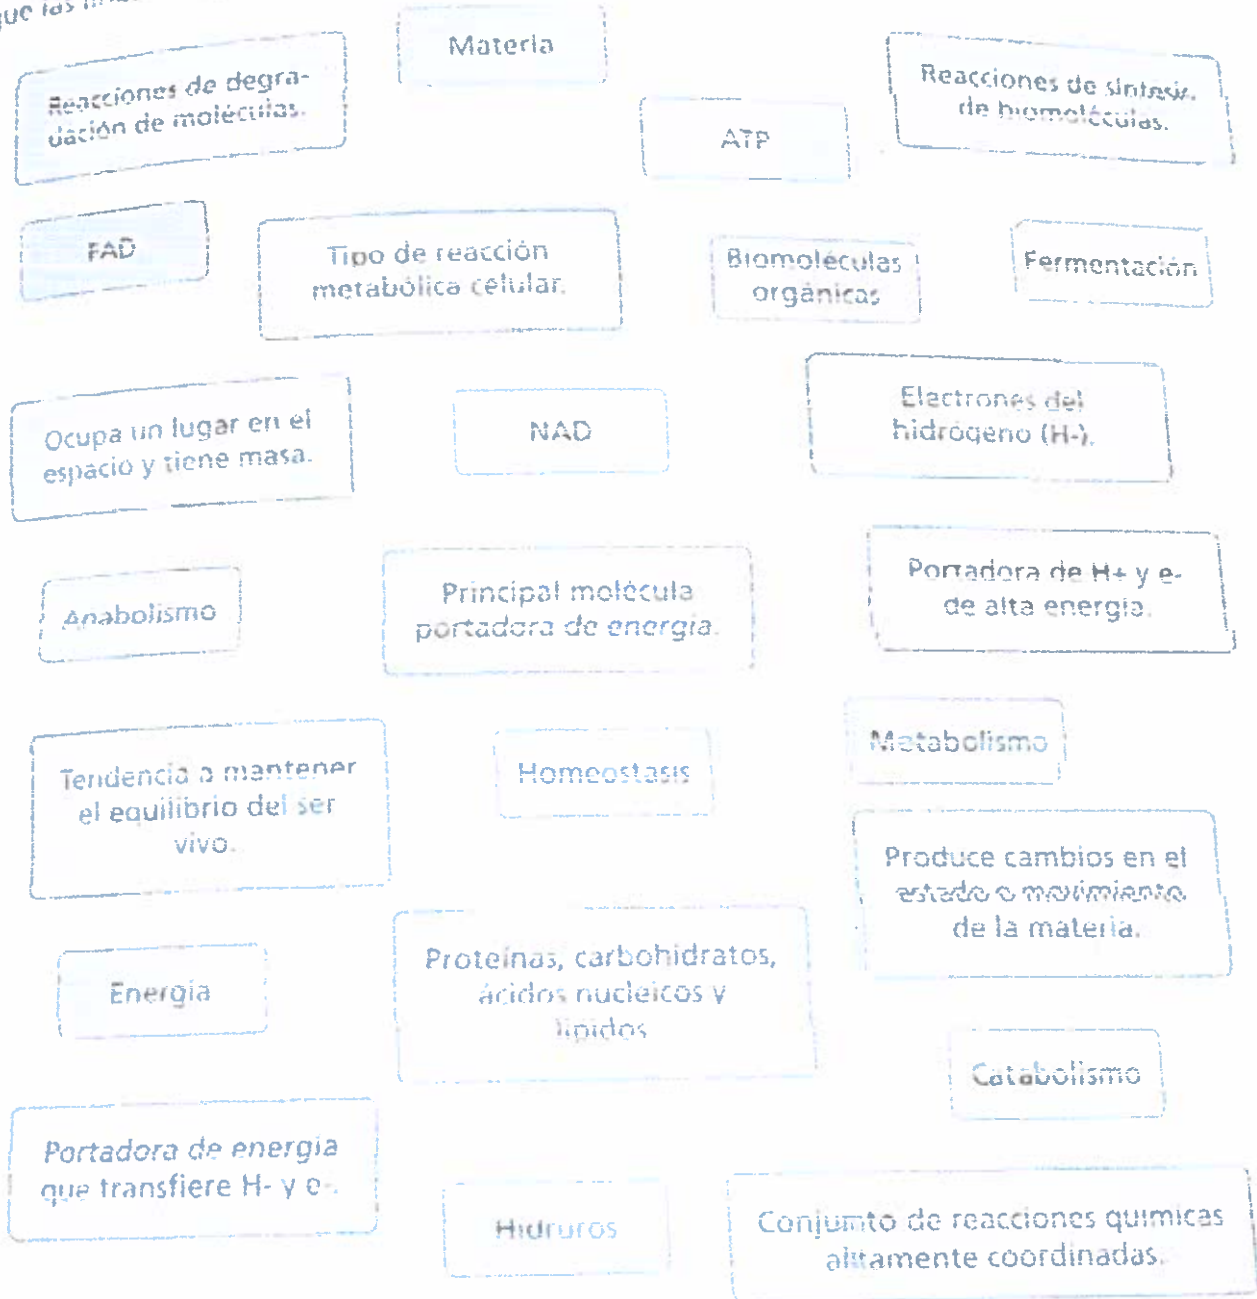 que las
Materia
Reacciones de degra-
dación de moléculas.
Reacciones de síntesis
de biomoléculas.
ATP
FAD
Tipo de reacción
metabólica celular.
Biomoléculas
orgánicas
Fermentación
Ocupa un lugar en el
espacio y tiene masa.
NAD
Electrones del
hidrógeno (H-).
Anabolismo
Principal molécula
portadora de energía.
Portadora de H+ y e-
de alta energía.
Tendencia a mantener
el equilibrio del ser
vivo.
Homeostasis
Metabolismo
Produce cambios en el
estado o movimiento
de la materia.
Energía
Proteínas, carbohidratos,
ácidos nucleicos y
lípidos
Catabolismo
Portadora de energía
que transfiere H- y e-.
Hidruros
Conjunto de reacciones químicas
altamente coordinadas.